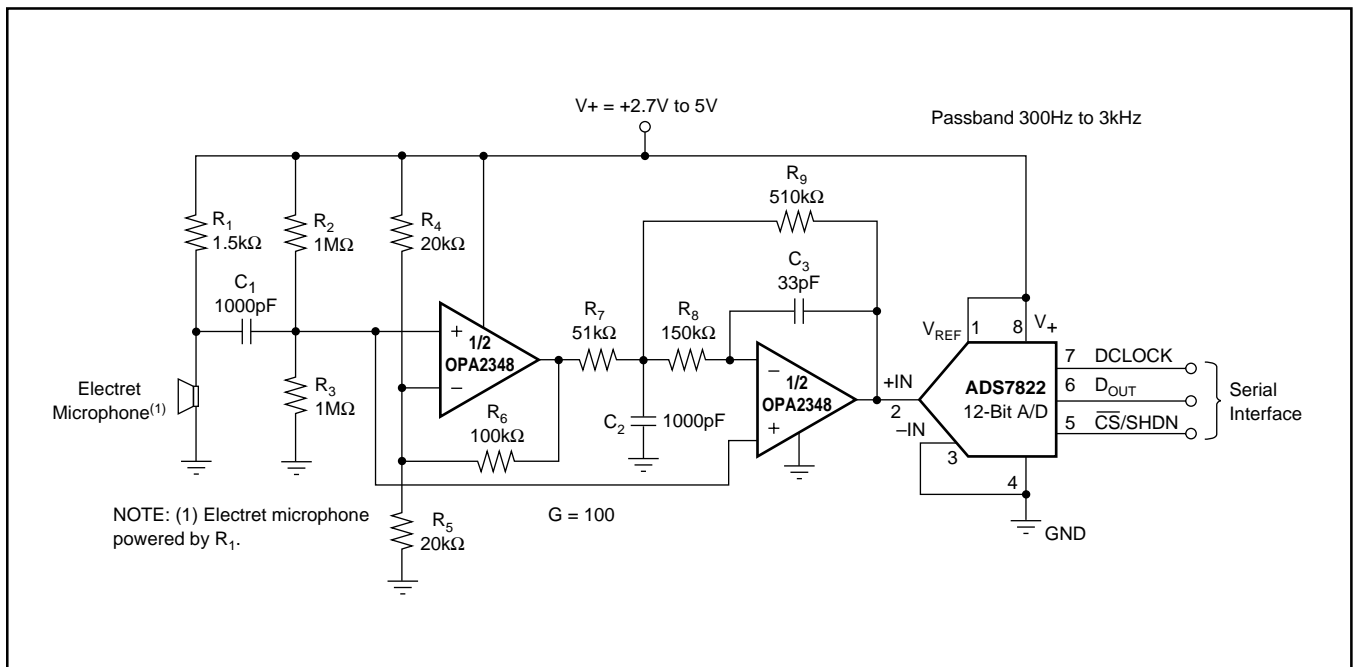 V+ = +2.7V to 5V
Passband 300Hz to 3kHz
R9
510kΩ
R1
1.5kΩ
R2
1MΩ
R4
20kΩ
C3
33pF
C1
1000pF
R7
51kΩ
R8
150kΩ
VREF
1
8
V+
+
1/2
OPA2348
−
−
1/2
OPA2348
+
+IN
2
−IN
3
ADS7822
12-Bit A/D
7
DCLOCK
6
DOUT
5
C̅S̅/SHDN
4
Serial
Interface
Electret
Microphone(1)
R3
1MΩ
R6
100kΩ
C2
1000pF
NOTE: (1) Electret microphone
powered by R1.
R5
20kΩ
G = 100
GND